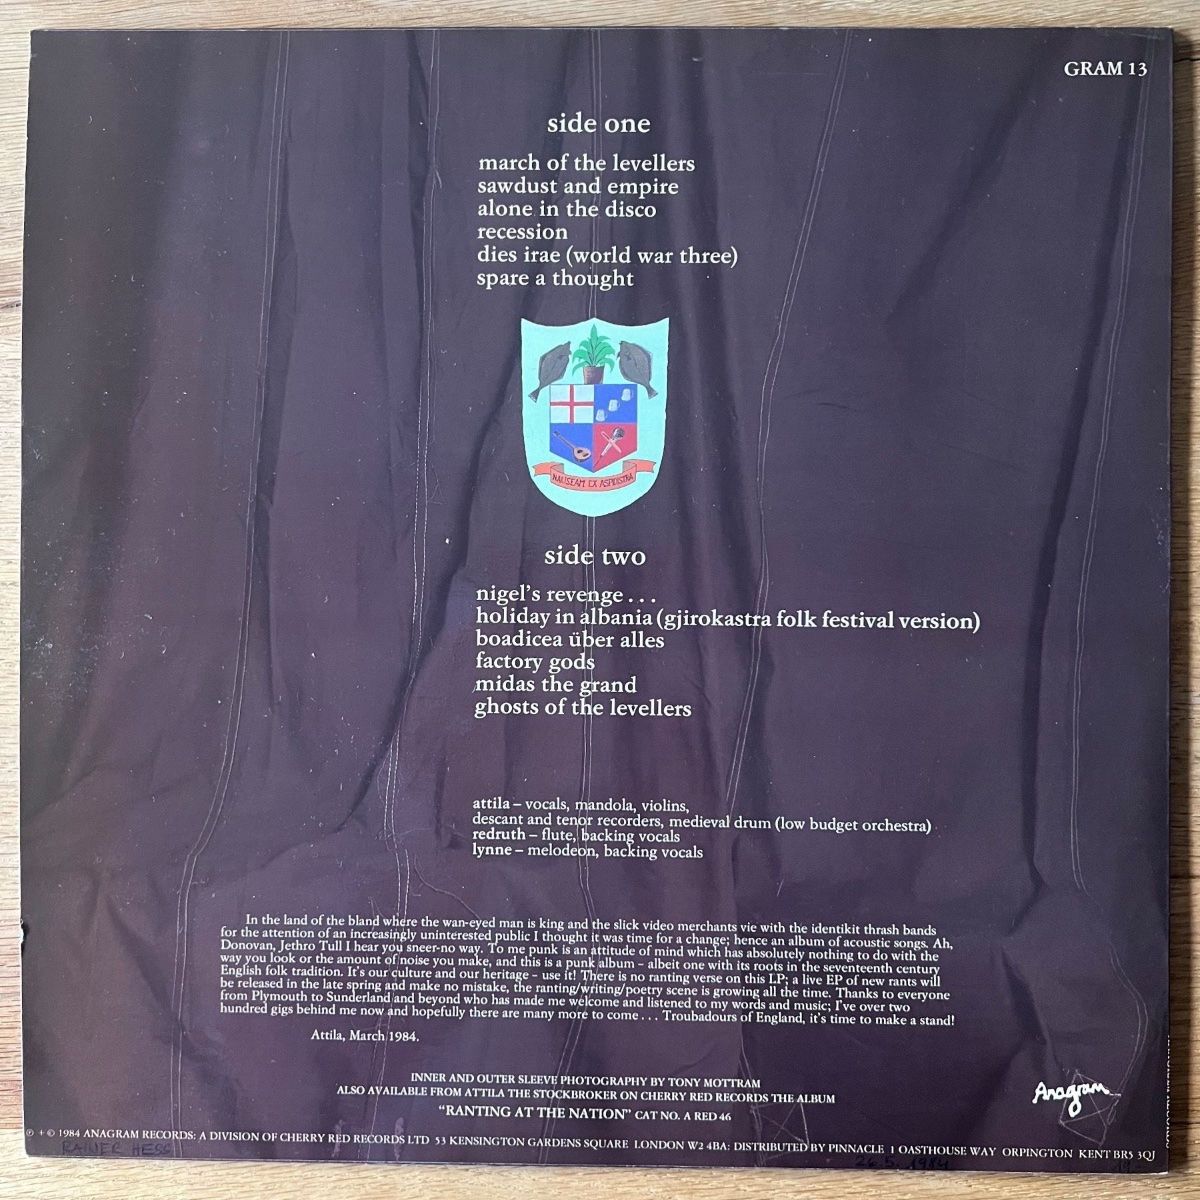 GRAM 13
side one
march of the levellers
sawdust and empire
alone in the disco
recession
dies irae (world war three)
spare a thought
NAUSEAM EX ASPIDISTRA
side two
nigel's revenge . . .
holiday in albania (gjirokastra folk festival version)
boadicea über alles
factory gods
midas the grand
ghosts of the levellers
attila – vocals, mandola, violins,
descant and tenor recorders, medieval drum (low budget orchestra)
redruth – flute, backing vocals
lynne – melodeon, backing vocals
In the land of the bland where the wan-eyed man is king and the slick video merchants vie with the identikit thrash bands
for the attention of an increasingly uninterested public I thought it was time for a change; hence an album of acoustic songs. Ah,
Donovan, Jethro Tull I hear you sneer-no way. To me punk is an attitude of mind which has absolutely nothing to do with the
way you look or the amount of noise you make, and this is a punk album – albeit one with its roots in the seventeenth century
English folk tradition. It's our culture and our heritage – use it! There is no ranting verse on this LP; a live EP of new rants will
be released in the late spring and make no mistake, the ranting/writing/poetry scene is growing all the time. Thanks to everyone
from Plymouth to Sunderland and beyond who has made me welcome and listened to my words and music; I've over two
hundred gigs behind me now and hopefully there are many more to come . . . Troubadours of England, it's time to make a stand!
Attila, March 1984.
INNER AND OUTER SLEEVE PHOTOGRAPHY BY TONY MOTTRAM
ALSO AVAILABLE FROM ATTILA THE STOCKBROKER ON CHERRY RED RECORDS THE ALBUM
"RANTING AT THE NATION" CAT NO. A RED 46
Anagram
℗ + © 1984 ANAGRAM RECORDS: A DIVISION OF CHERRY RED RECORDS LTD 53 KENSINGTON GARDENS SQUARE LONDON W2 4BA: DISTRIBUTED BY PINNACLE 1 OASTHOUSE WAY ORPINGTON KENT BR5 3QJ
RAINER HESS
26.5.1984
19.-